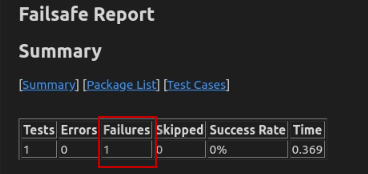 Failsafe Report
Summary
[Summary] [Package List] [Test Cases]
Tests Errors Failures Skipped Success Rate Time
1 0 1 0 0% 0.369